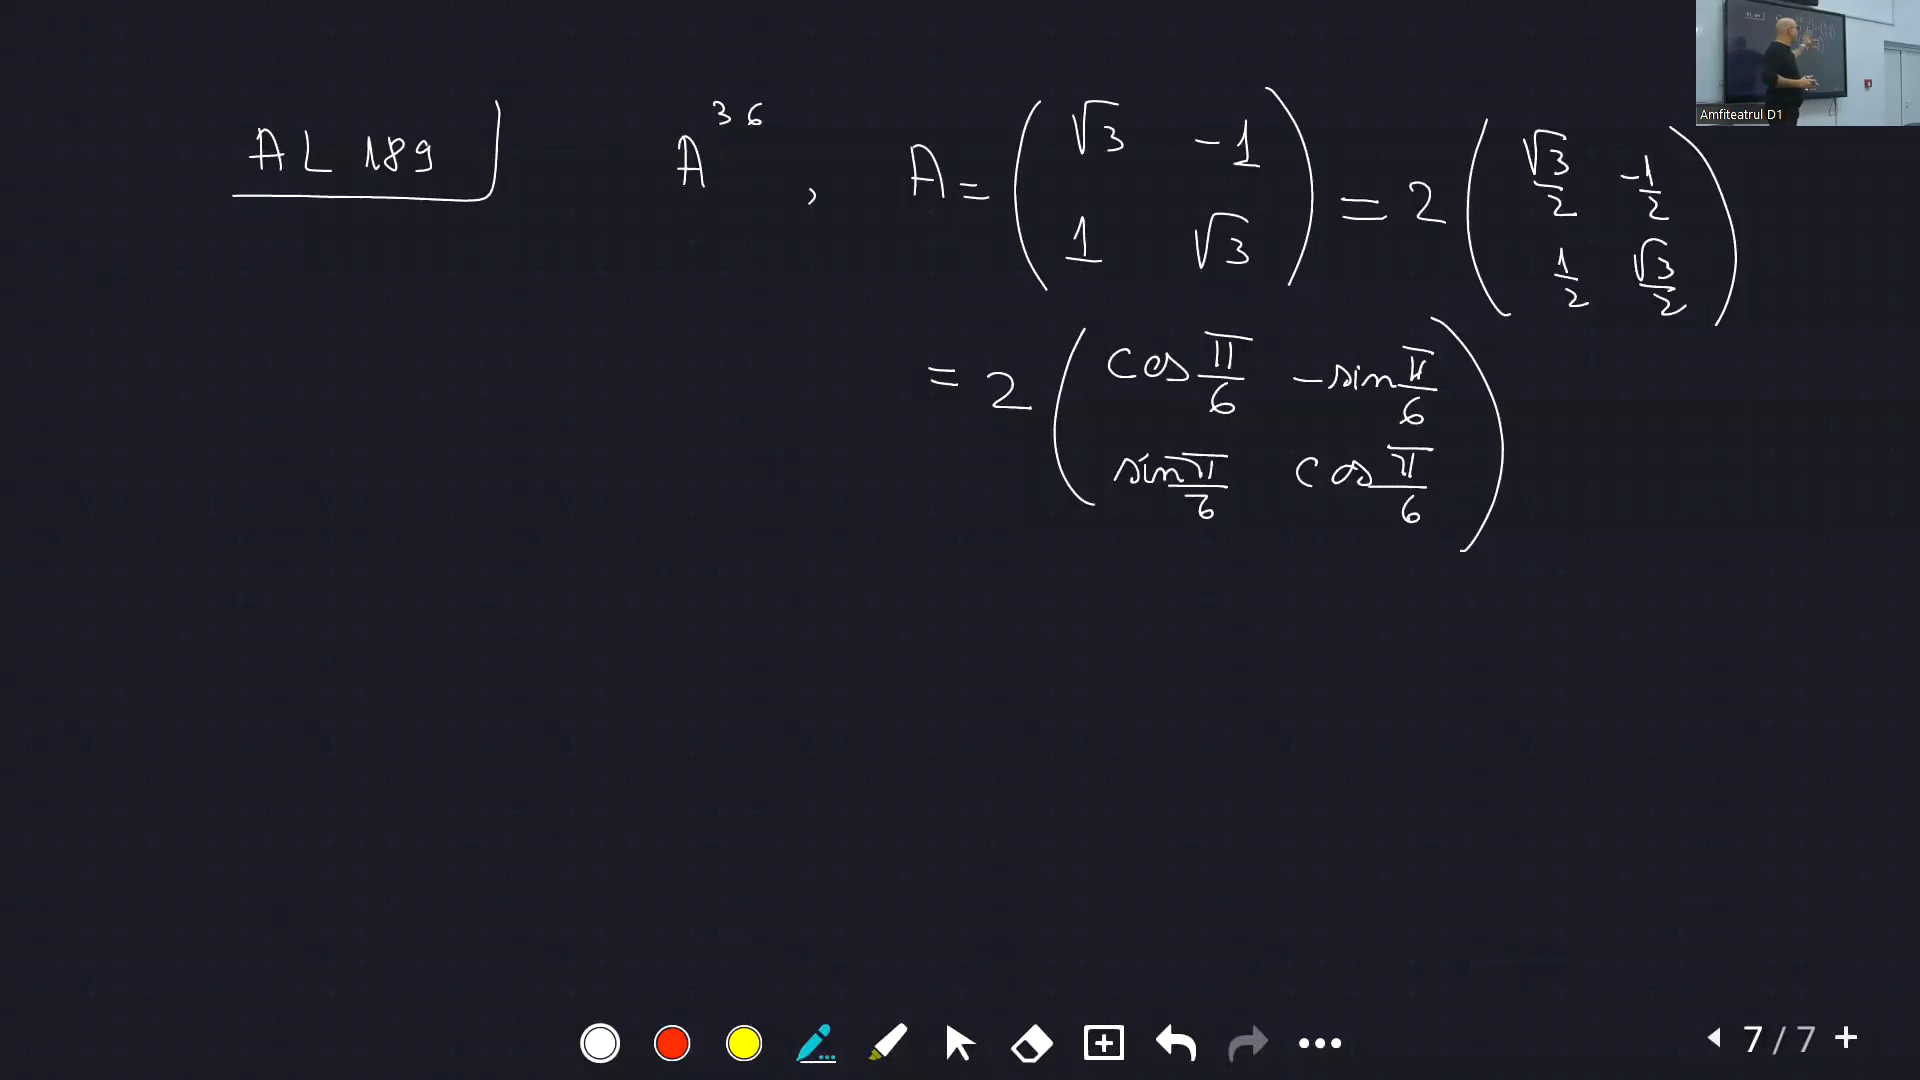 AL 189
A^36 , A = (√3 -1 1 √3) = 2 (√3/2 -1/2 1/2 √3/2)
= 2 (cos π/6 -sin π/6 sin π/6 cos π/6)
Amfiteatrul D1
7 / 7